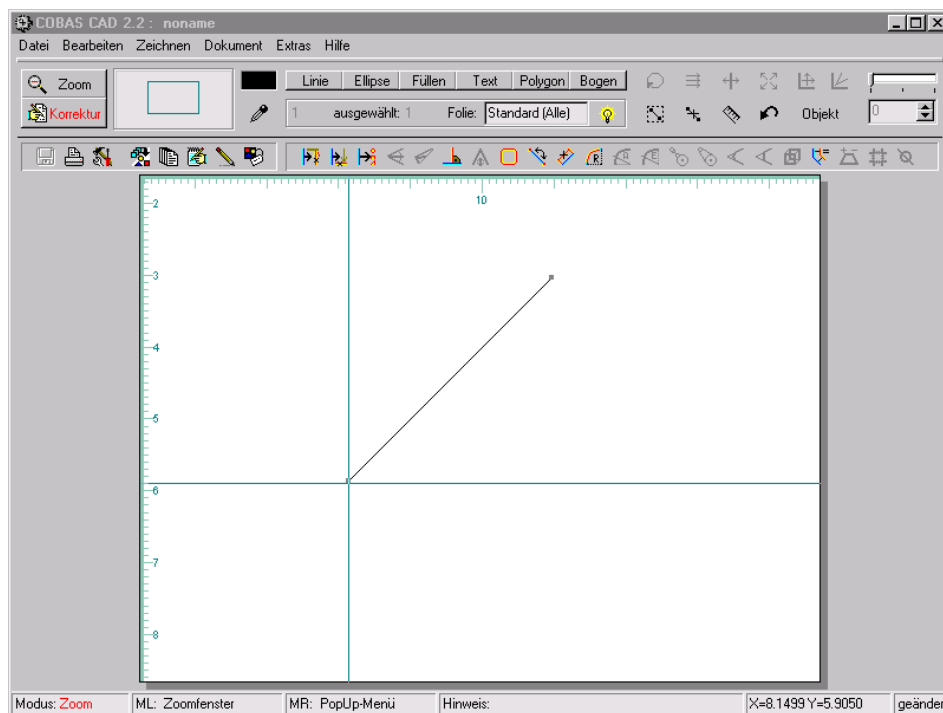 COBAS CAD 2.2 : noname
Datei Bearbeiten Zeichnen Dokument Extras Hilfe
Zoom Linie Ellipse Füllen Text Polygon Bogen
Korrektur 1 ausgewählt: 1 Folie: Standard (Alle) Objekt 0
10
2
3
4
5
6
7
8
Modus: Zoom ML: Zoomfenster MR: PopUp-Menü Hinweis: X=8.1499 Y=5.9050 geänder